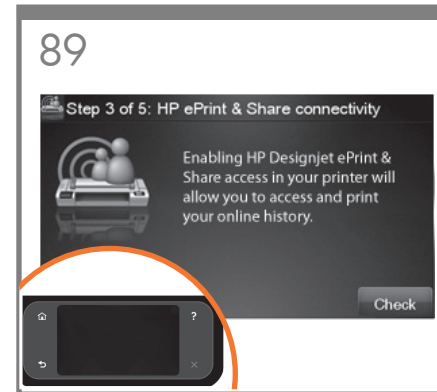 89
Step 3 of 5: HP ePrint & Share connectivity
Enabling HP Designjet ePrint &
Share access in your printer will
allow you to access and print
your online history.
Check
?